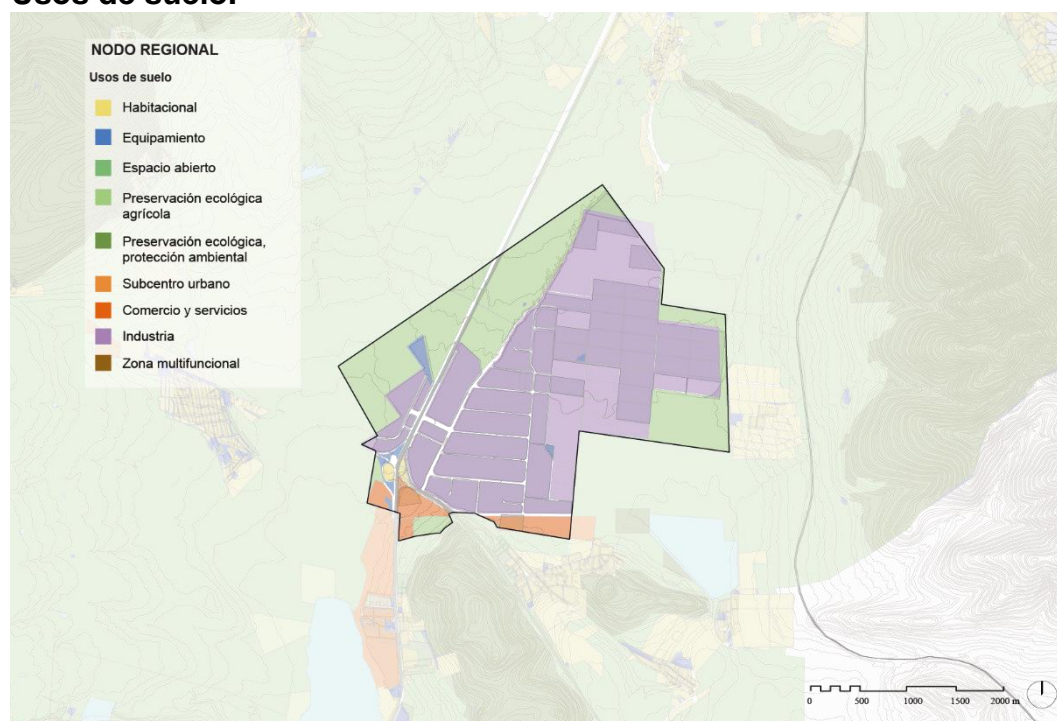 Usos de suelo.
NODO REGIONAL
Usos de suelo
Habitacional
Equipamiento
Espacio abierto
Preservación ecológica
agrícola
Preservación ecológica,
protección ambiental
Subcentro urbano
Comercio y servicios
Industria
Zona multifuncional
0 500 1000 1500 2000 m